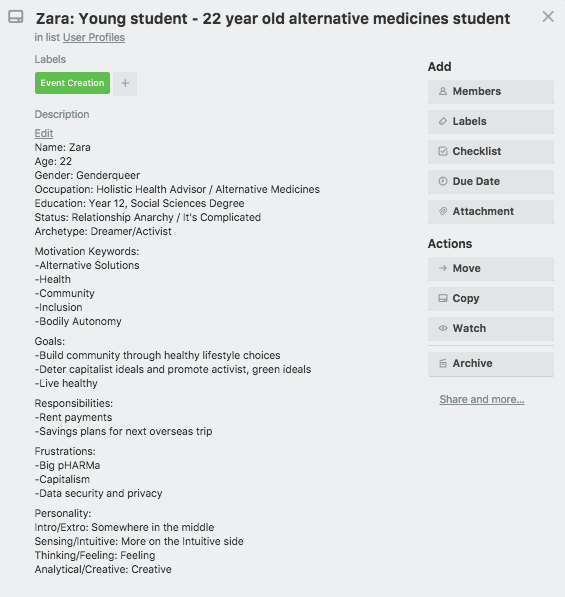 Zara: Young student - 22 year old alternative medicines student
in list User Profiles
Labels
Event Creation
+
Description
Edit
Name: Zara
Age: 22
Gender: Genderqueer
Occupation: Holistic Health Advisor / Alternative Medicines
Education: Year 12, Social Sciences Degree
Status: Relationship Anarchy / It's Complicated
Archetype: Dreamer/Activist
Motivation Keywords:
-Alternative Solutions
-Health
-Community
-Inclusion
-Bodily Autonomy
Goals:
-Build community through healthy lifestyle choices
-Deter capitalist ideals and promote activist, green ideals
-Live healthy
Responsibilities:
-Rent payments
-Savings plans for next overseas trip
Frustrations:
-Big pHARMa
-Capitalism
-Data security and privacy
Personality:
Intro/Extro: Somewhere in the middle
Sensing/Intuitive: More on the Intuitive side
Thinking/Feeling: Feeling
Analytical/Creative: Creative
Add
Members
Labels
Checklist
Due Date
Attachment
Actions
Move
Copy
Watch
Archive
Share and more...